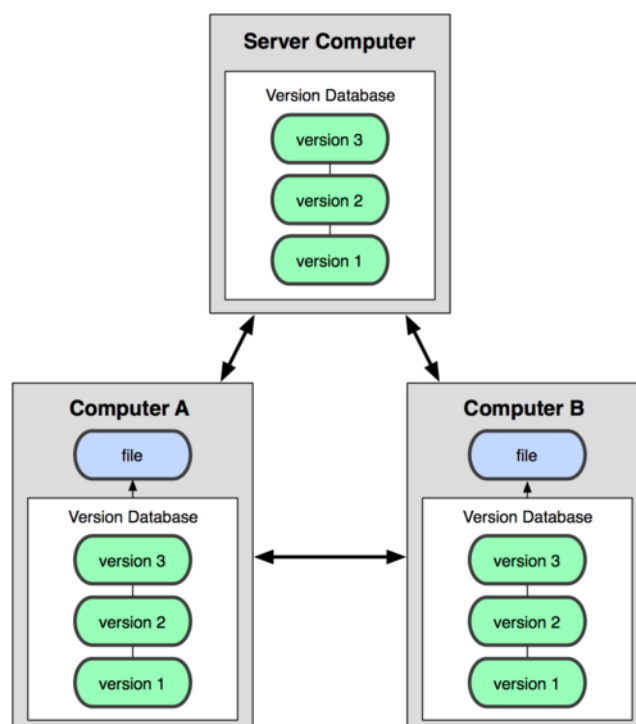 Server Computer
Version Database
version 3
version 2
version 1
Computer A
file
Version Database
version 3
version 2
version 1
Computer B
file
Version Database
version 3
version 2
version 1